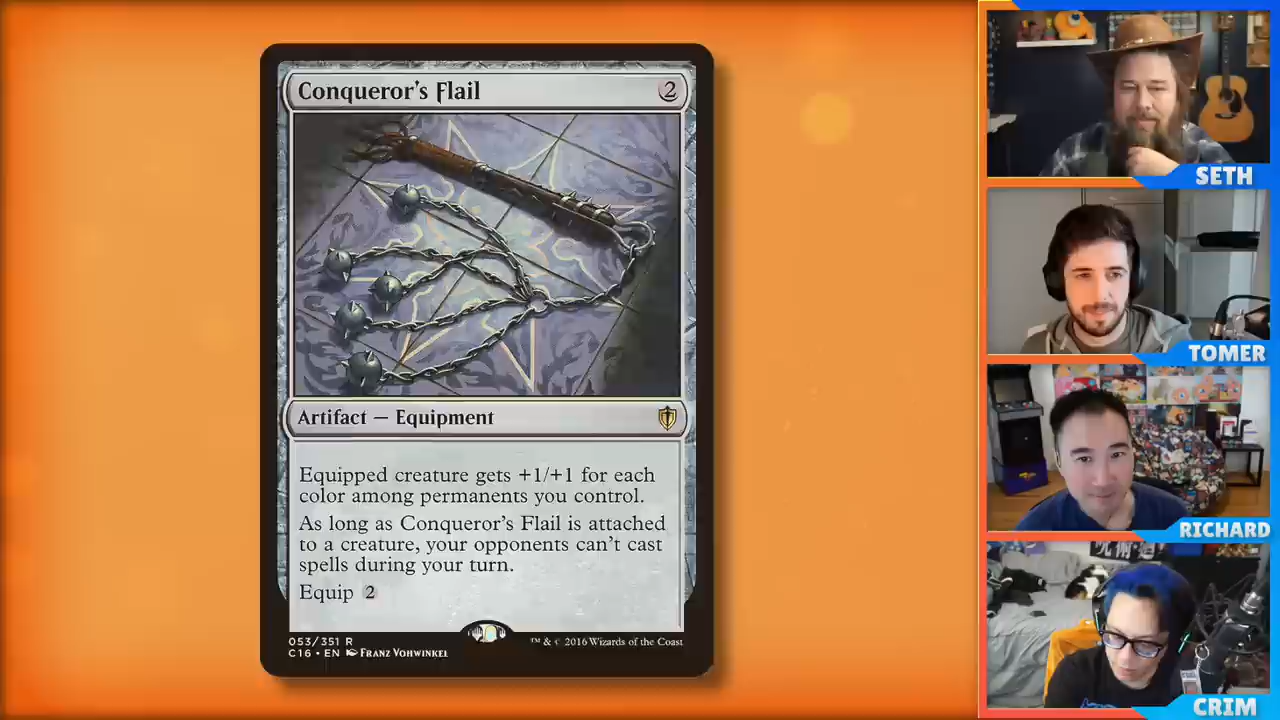 Conqueror's Flail 2
Artifact — Equipment
Equipped creature gets +1/+1 for each
color among permanents you control.
As long as Conqueror's Flail is attached
to a creature, your opponents can't cast
spells during your turn.
Equip 2
053/351 R
C16 • EN Franz Vohwinkel
™ & © 2016 Wizards of the Coast
SETH
TOMER
RICHARD
CRIM